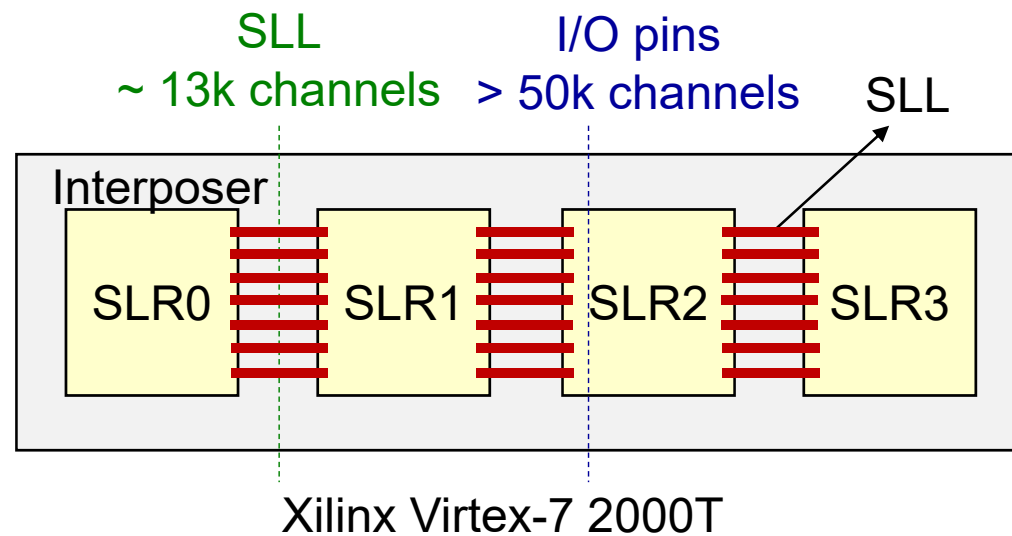 SLL
~ 13k channels
I/O pins
> 50k channels
SLL
Interposer
SLR0
SLR1
SLR2
SLR3
Xilinx Virtex-7 2000T